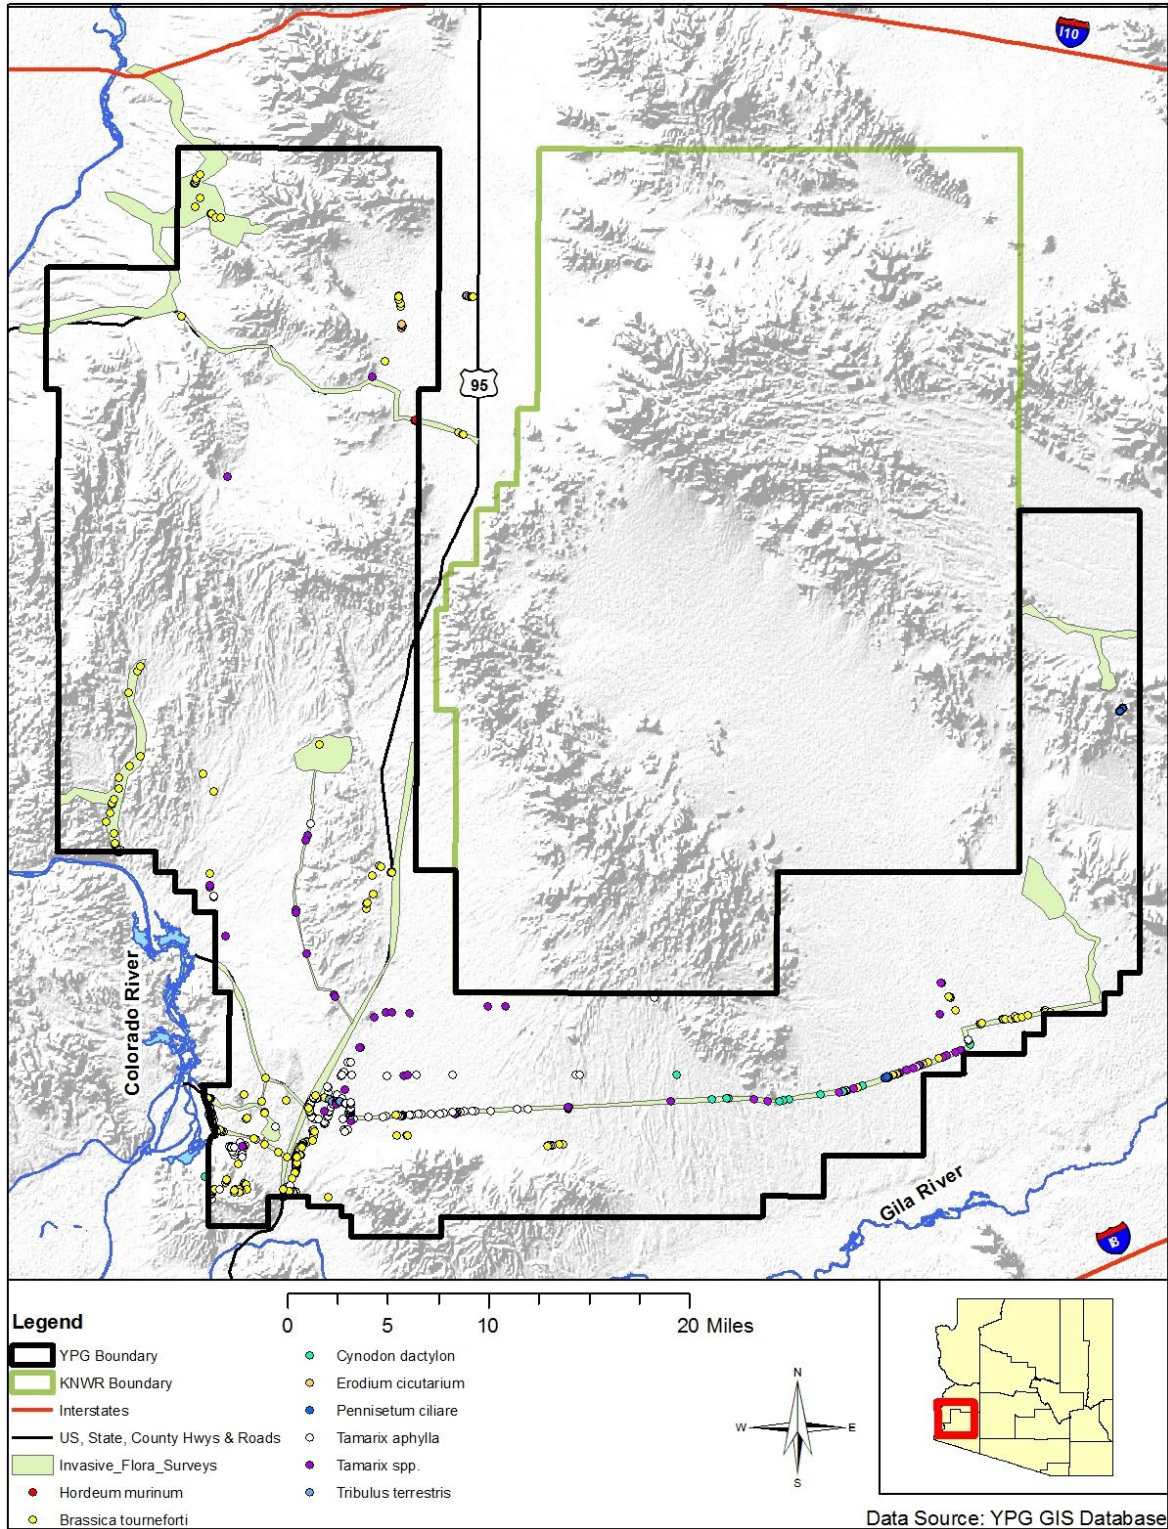 I10
95
Colorado River
Gila River
8
Legend
0 5 10 20 Miles
YPG Boundary
KNWR Boundary
Interstates
US, State, County Hwys & Roads
Invasive_Flora_Surveys
Hordeum murinum
Brassica tourneforti
Cynodon dactylon
Erodium cicutarium
Pennisetum ciliare
Tamarix aphylla
Tamarix spp.
Tribulus terrestris
N
W E
S
Data Source: YPG GIS Database